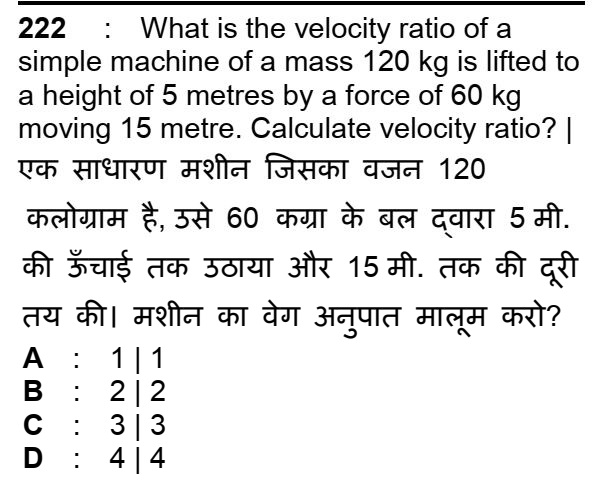 222 : What is the velocity ratio of a
simple machine of a mass 120 kg is lifted to
a height of 5 metres by a force of 60 kg
moving 15 metre. Calculate velocity ratio? |
एक साधारण मशीन जिसका वजन 120
कलोग्राम है, उसे 60 कग्रा के बल द्वारा 5 मी.
की ऊँचाई तक उठाया और 15 मी. तक की दूरी
तय की। मशीन का वेग अनुपात मालूम करो?
A : 1 | 1
B : 2 | 2
C : 3 | 3
D : 4 | 4